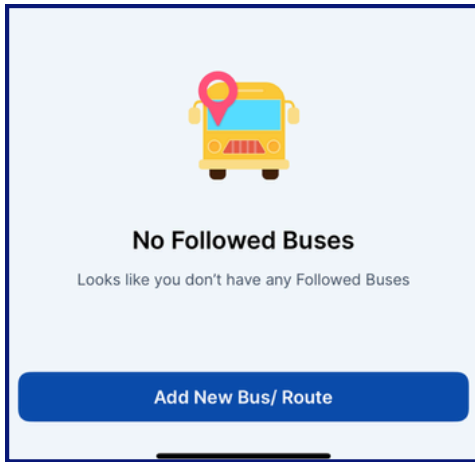 No Followed Buses
Looks like you don’t have any Followed Buses
Add New Bus/ Route